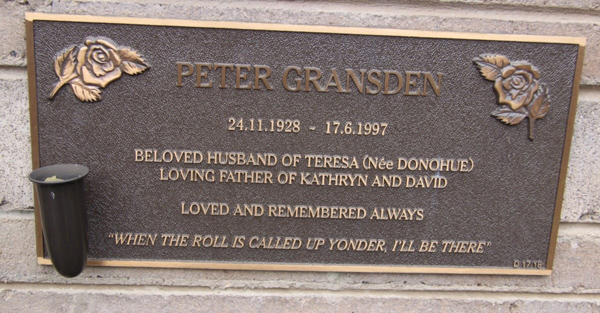 PETER GRANSDEN
24.11.1928 - 17.6.1997
BELOVED HUSBAND OF TERESA (Née DONOHUE)
LOVING FATHER OF KATHRYN AND DAVID
LOVED AND REMEMBERED ALWAYS
"WHEN THE ROLL IS CALLED UP YONDER, I'LL BE THERE"